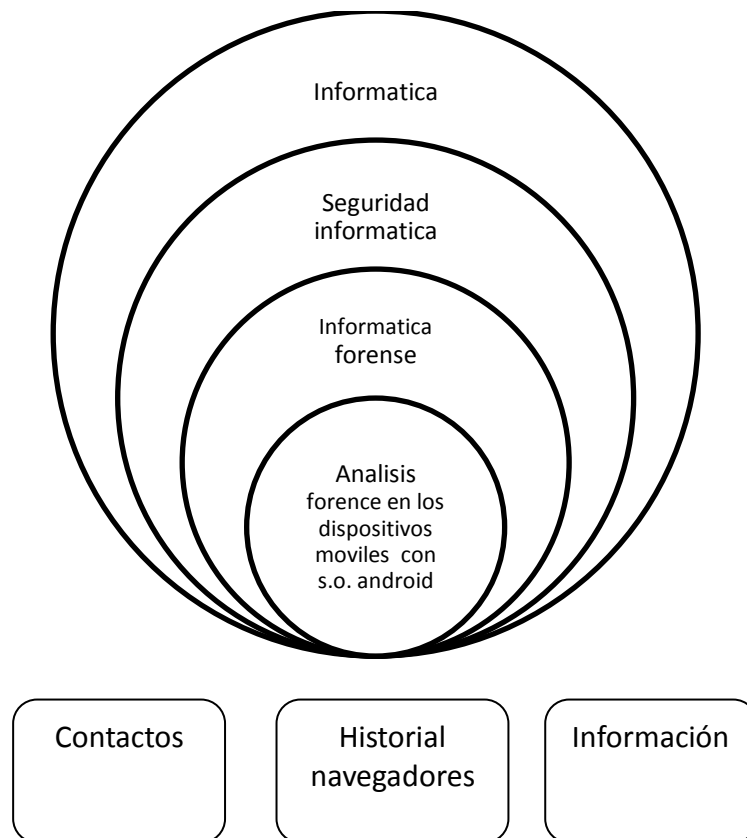 Informatica
Seguridad
informatica
Informatica
forense
Analisis
forence en los
dispositivos
moviles con
s.o. android
Contactos
Historial
navegadores
Información